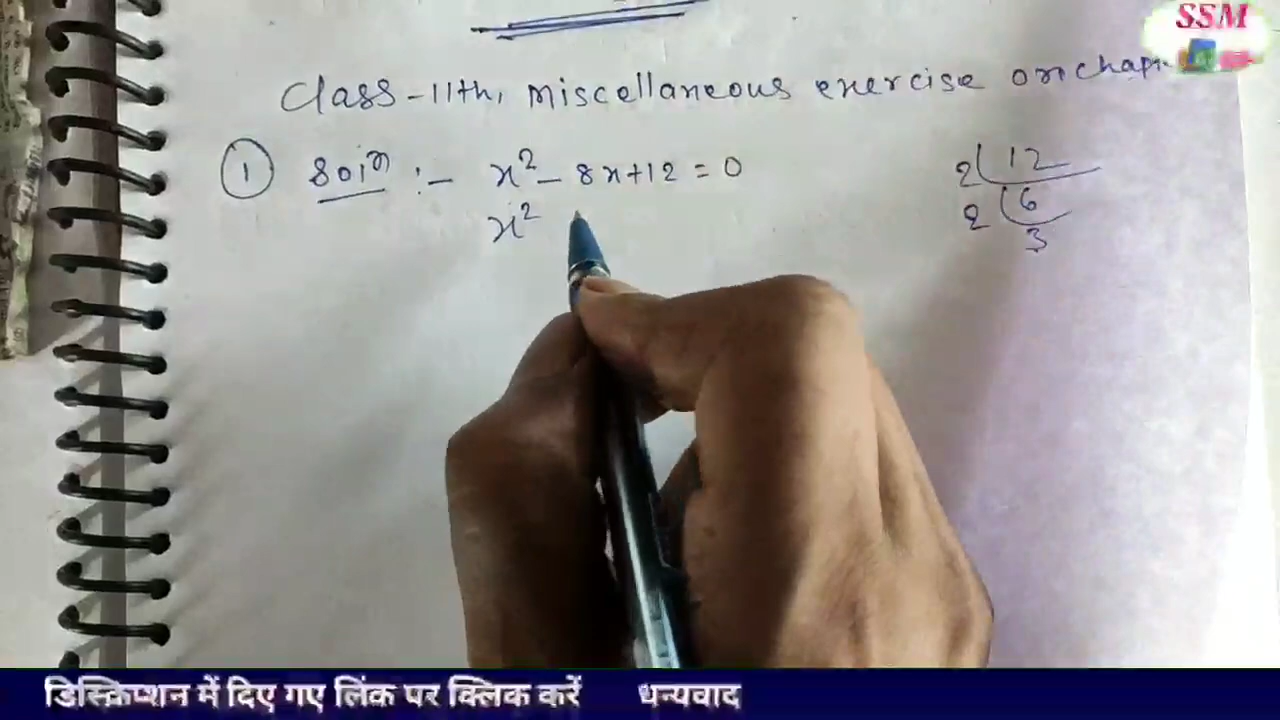 SSM
Class-11th, miscellaneous exercise on chap
① Solⁿ :- x² - 8x+12 = 0
2 12
x²
2 6
3
डिस्क्रिप्शन में दिए गए लिंक पर क्लिक करें धन्यवाद